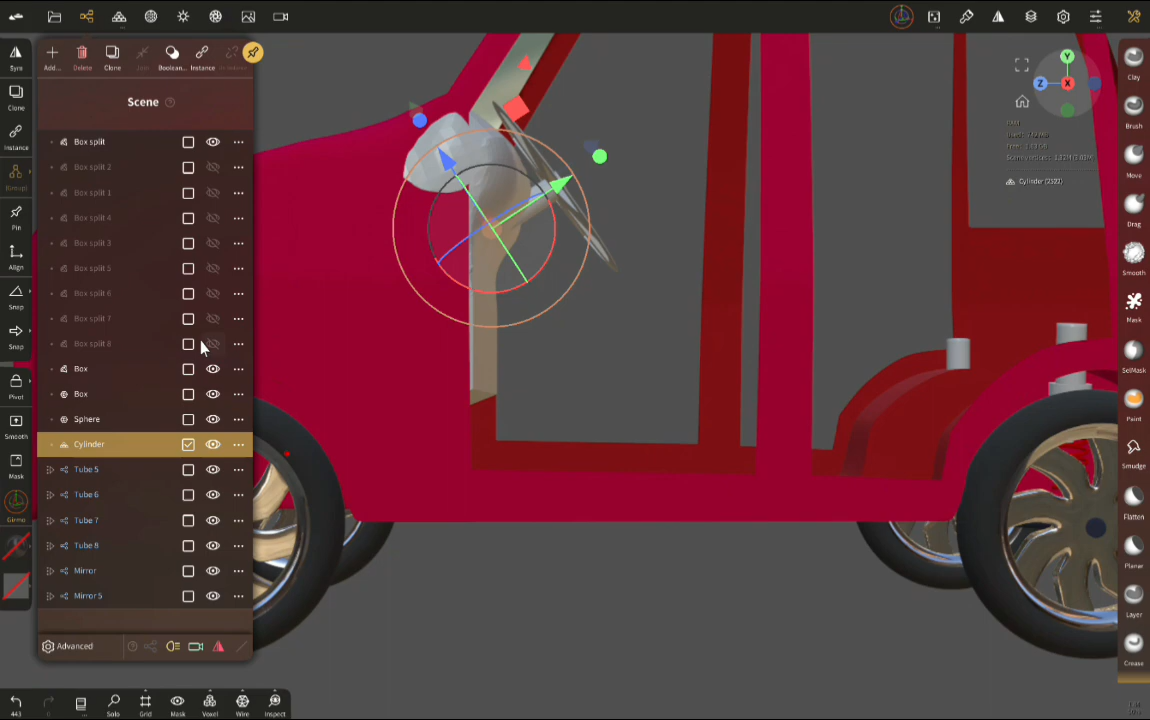 Add... Delete Clone Join Boolean... Instance
Scene
Box split
Box split 2
Box split 1
Box split 4
Box split 3
Box split 5
Box split 6
Box split 7
Box split 8
Box
Box
Sphere
Cylinder
Tube 5
Tube 6
Tube 7
Tube 8
Mirror
Mirror 5
Advanced
Sym
Clone
Instance
Pin
Align
Snap
Snap
Pivot
Smooth
Mask
Gizmo
443
Solo Grid Mask Voxel Wire Inspect
Y
Z
X
Cylinder (2122)
Clay
Brush
Move
Drag
Smooth
Mask
SelMask
Paint
Smudge
Flatten
Planar
Layer
Crease